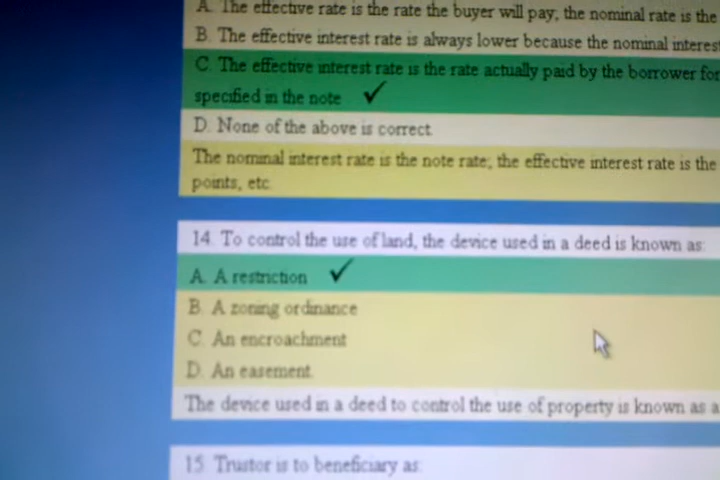 A. The effective rate is the rate the buyer will pay, the nominal rate is the
B. The effective interest rate is always lower because the nominal interest
C. The effective interest rate is the rate actually paid by the borrower for
specified in the note
D. None of the above is correct.
The nominal interest rate is the note rate; the effective interest rate is the
points, etc.
14. To control the use of land, the device used in a deed is known as:
A. A restriction
B. A zoning ordinance
C. An encroachment
D. An easement.
The device used in a deed to control the use of property is known as a
15. Trustor is to beneficiary as: